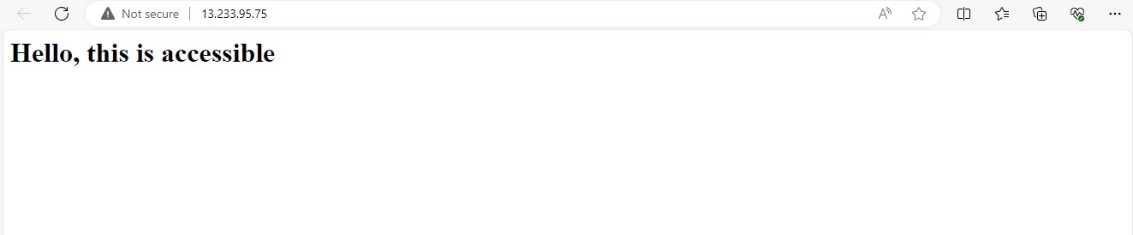 Not secure 13.233.95.75
Hello, this is accessible